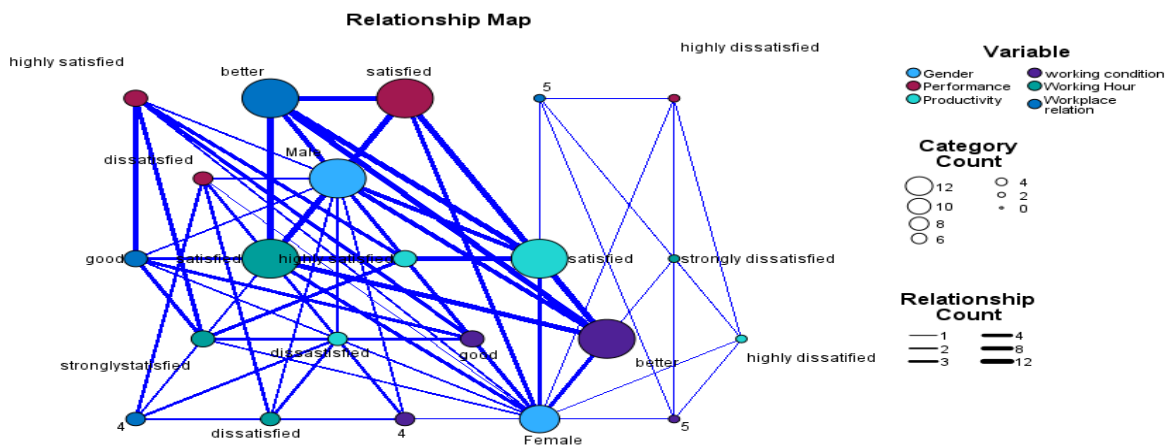 Relationship Map
highly satisfied
better
satisfied
highly dissatisfied
5
dissatisfied
Male
good
satisfied
highly satisfied
satisfied
strongly dissatisfied
stronglystatisfied
dissastisfied
good
better
highly dissatified
4
dissatisfied
4
Female
5
Variable
Gender
Performance
Productivity
working condition
Working Hour
Workplace
relation
Category
Count
12
10
8
6
4
2
0
Relationship
Count
1
2
3
4
8
12